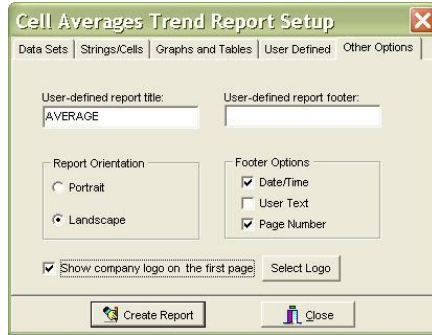 Cell Averages Trend Report Setup
Data Sets Strings/Cells Graphs and Tables User Defined Other Options
User-defined report title: User-defined report footer:
AVERAGE
Report Orientation
Portrait
Landscape
Footer Options
Date/Time
User Text
Page Number
Show company logo on the first page Select Logo
Create Report Close